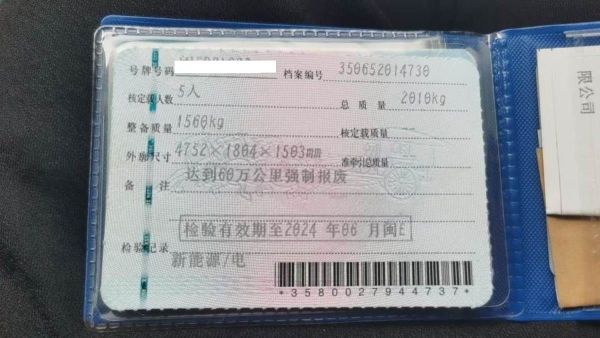 号牌号码 档案编号 350652014730
核定载人数 5人 总质量 2010kg
整备质量 1560kg 核定载质量
外廓尺寸 4752×1804×1503mm 准牵引总质量
备注 达到60万公里强制报废
检验有效期至2024年06月闽E
检验记录
新能源/电
*3580027944737*
限公司